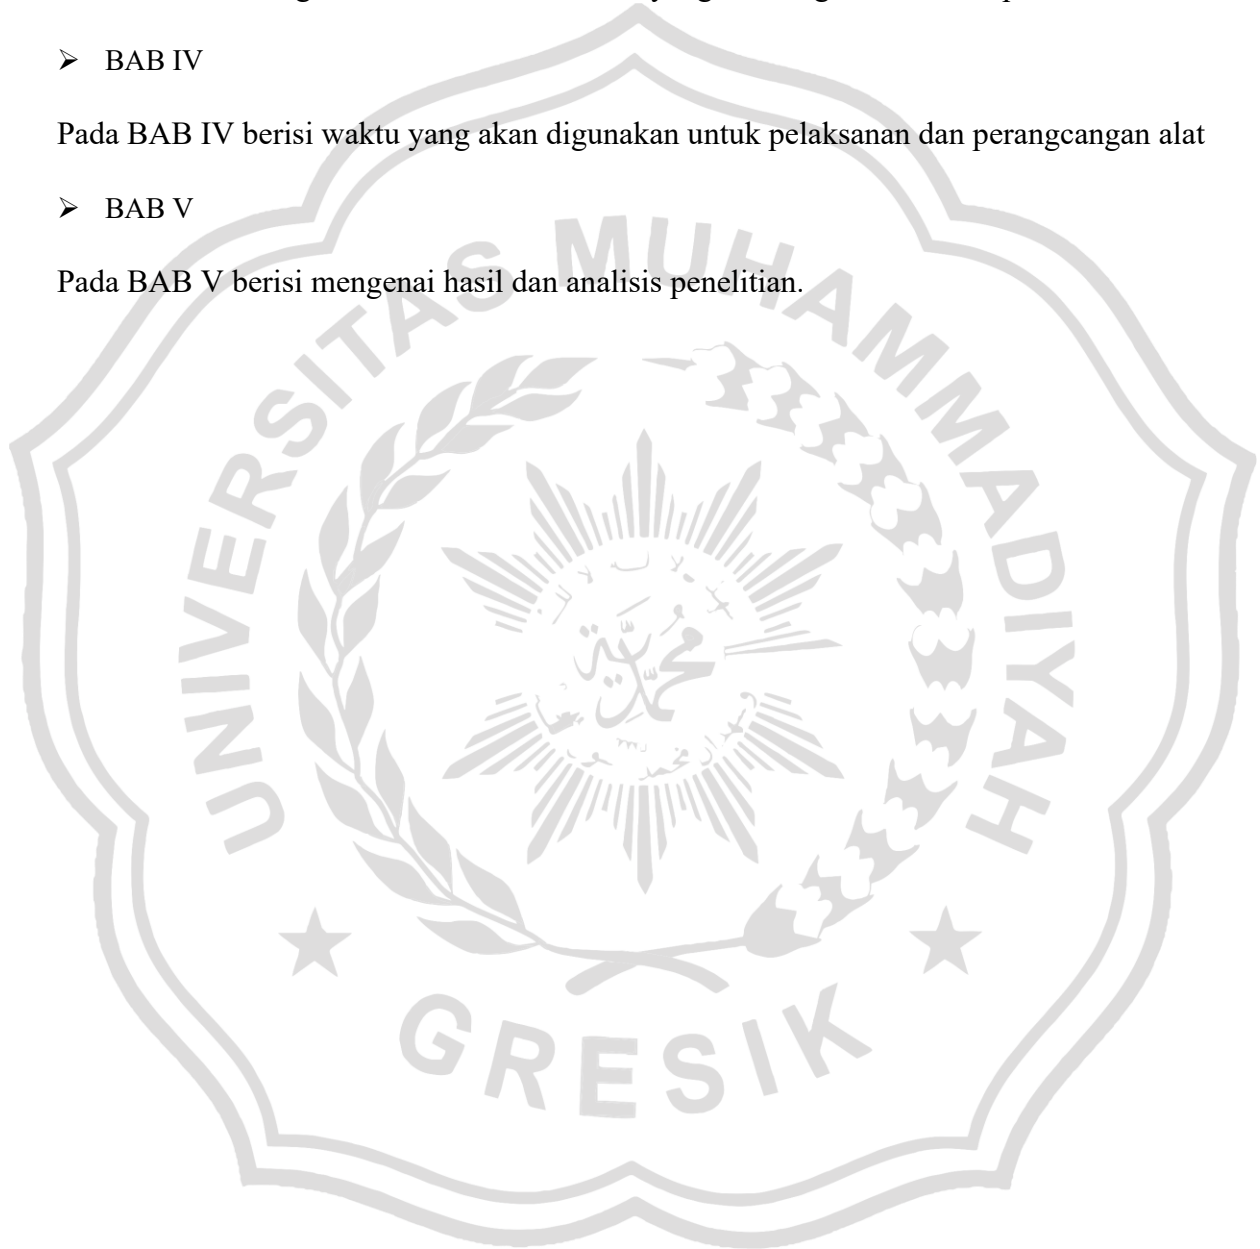 BAB IV
Pada BAB IV berisi waktu yang akan digunakan untuk pelaksanan dan perangcangan alat
BAB V
Pada BAB V berisi mengenai hasil dan analisis penelitian.
UNIVERSITAS MUHAMMADIYAH
محمدية
GRESIK